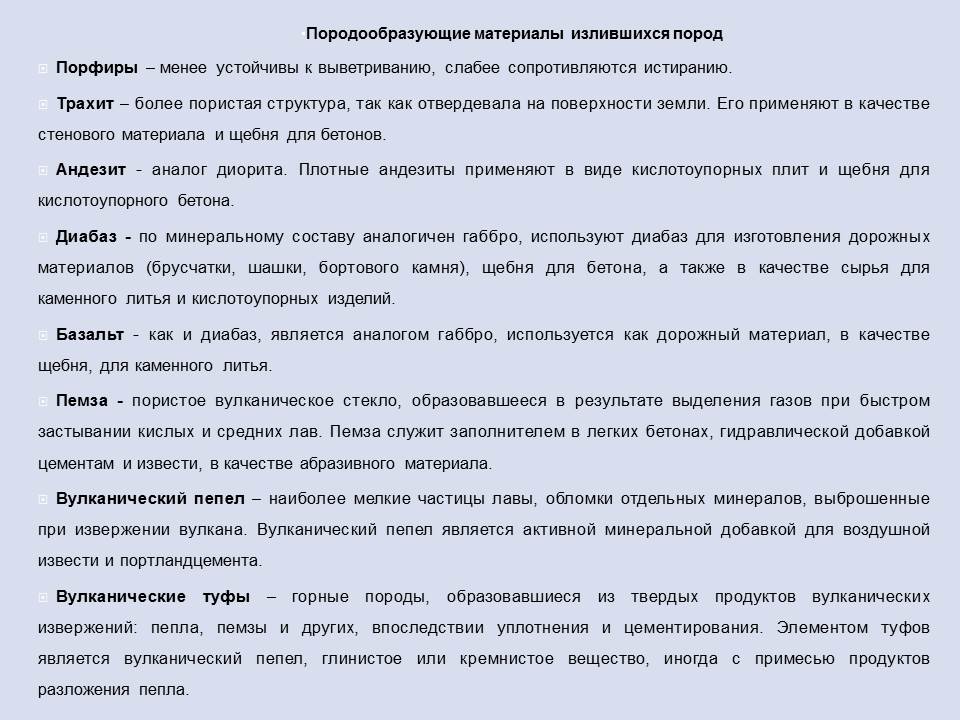 Породообразующие материалы излившихся пород
Порфиры – менее устойчивы к выветриванию, слабее сопротивляются истиранию.
Трахит – более пористая структура, так как отвердевала на поверхности земли. Его применяют в качестве
стенового материала и щебня для бетонов.
Андезит - аналог диорита. Плотные андезиты применяют в виде кислотоупорных плит и щебня для
кислотоупорного бетона.
Диабаз - по минеральному составу аналогичен габбро, используют диабаз для изготовления дорожных
материалов (брусчатки, шашки, бортового камня), щебня для бетона, а также в качестве сырья для
каменного литья и кислотоупорных изделий.
Базальт - как и диабаз, является аналогом габбро, используется как дорожный материал, в качестве
щебня, для каменного литья.
Пемза - пористое вулканическое стекло, образовавшееся в результате выделения газов при быстром
застывании кислых и средних лав. Пемза служит заполнителем в легких бетонах, гидравлической добавкой
цементам и извести, в качестве абразивного материала.
Вулканический пепел – наиболее мелкие частицы лавы, обломки отдельных минералов, выброшенные
при извержении вулкана. Вулканический пепел является активной минеральной добавкой для воздушной
извести и портландцемента.
Вулканические туфы – горные породы, образовавшиеся из твердых продуктов вулканических
извержений: пепла, пемзы и других, впоследствии уплотнения и цементирования. Элементом туфов
является вулканический пепел, глинистое или кремнистое вещество, иногда с примесью продуктов
разложения пепла.